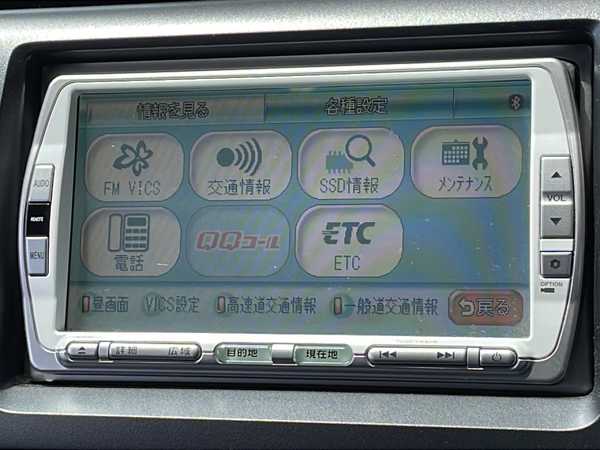 情報を見る 各種設定
FM VICS 交通情報 SSD情報 メンテナンス
AUDIO
VOL
電話 QQコール ETC
ETC
MENU
OPTION
昼画面 VICS設定 高速道交通情報 一般道交通情報 戻る
詳細 広域 目的地 現在地